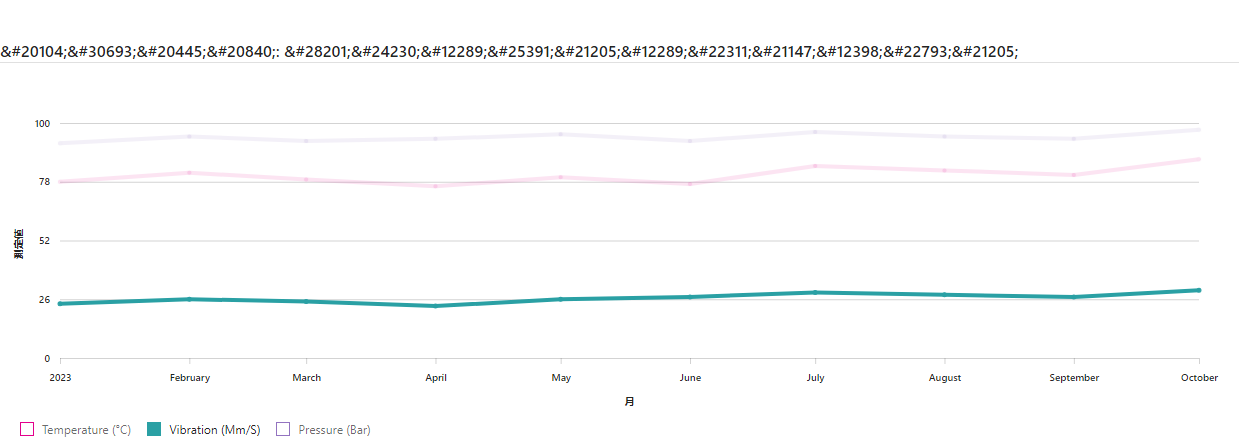 &#20104;&#30693;&#20445;&#20840;: &#28201;&#24230;&#12289;&#25391;&#21205;&#12289;&#22311;&#21147;&#12398;&#22793;&#21205;
100
78
52
26
0
測定値
2023 February March April May June July August September October
月
Temperature (°C) Vibration (Mm/S) Pressure (Bar)